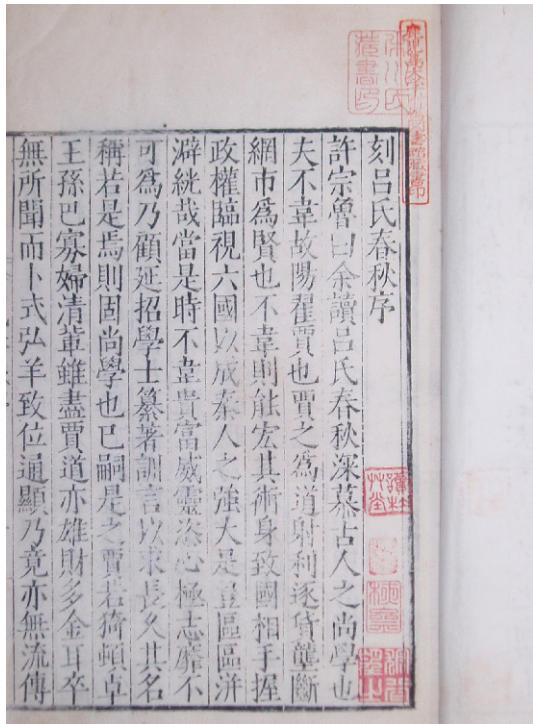 刻呂氏春秋序
許宗魯曰余讀呂氏春秋深慕古人之尚學也
夫不韋故陽翟賈也賈之為道射利逐貨龍斷
網市為賢也不韋則能宏其術身致國相手握
政權臨視六國以成秦人之強大是豈區區洴
澼絖哉當是時不韋貴富威靈恣心極志靡不
可為乃顧延招學士纂著訓言以求長久其名
稱若是焉則固尚學也已嗣是之賈若猗頓卓
王孫巴寡婦清輩雖盡賈道亦雄財多金耳卒
無所聞而卜式弘羊致位通顯乃竟亦無流傳